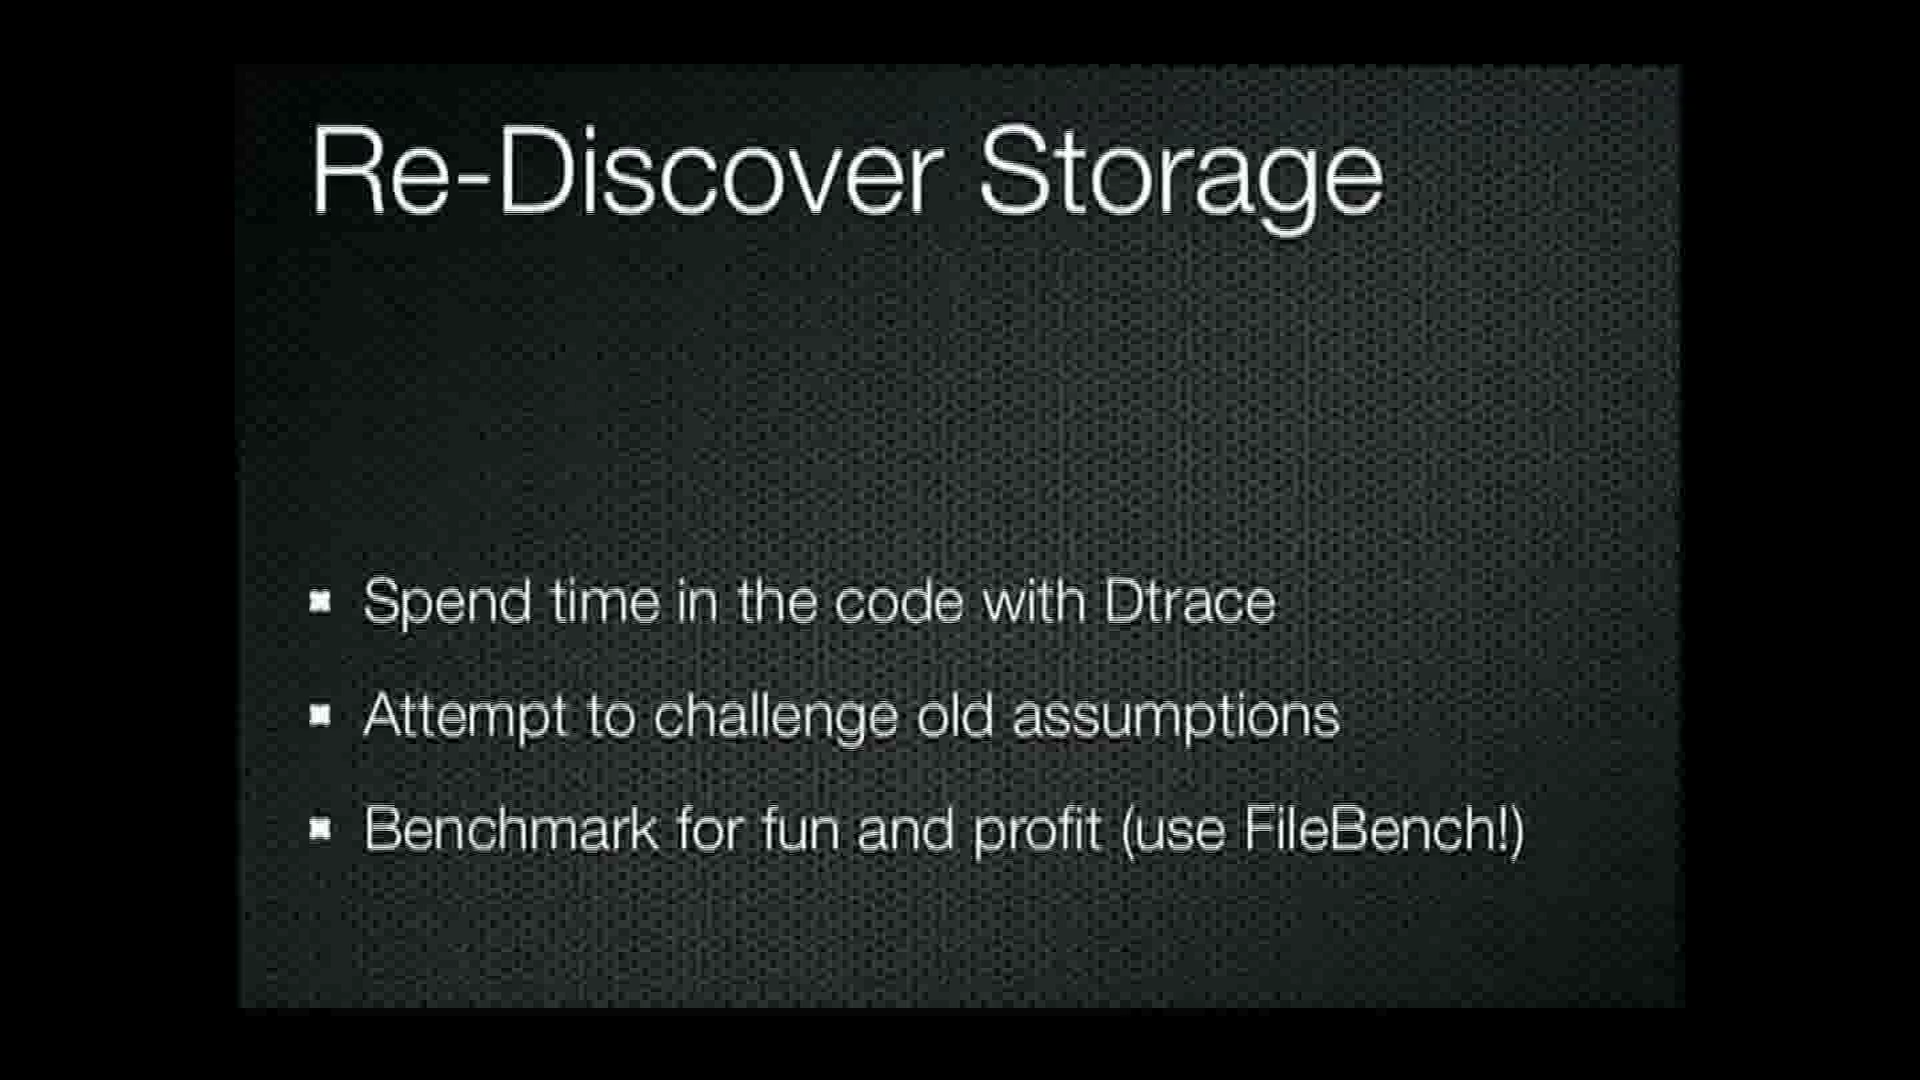 Re-Discover Storage
Spend time in the code with Dtrace
Attempt to challenge old assumptions
Benchmark for fun and profit (use FileBench!)